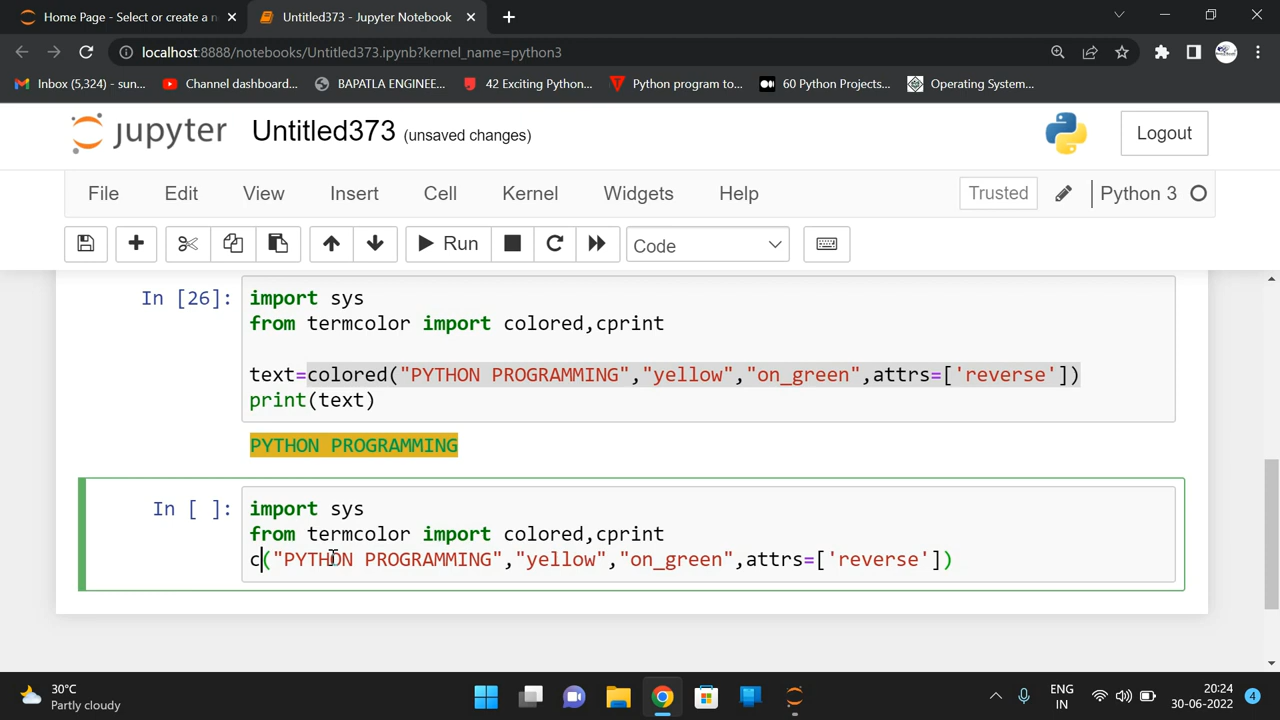 Home Page - Select or create a n
Untitled373 - Jupyter Notebook
localhost:8888/notebooks/Untitled373.ipynb?kernel_name=python3
Inbox (5,324) - sun...
Channel dashboard...
BAPATLA ENGINEE...
42 Exciting Python...
Python program to...
60 Python Projects...
Operating System...
jupyter Untitled373 (unsaved changes)
Logout
File Edit View Insert Cell Kernel Widgets Help
Trusted
Python 3
Run
Code
In [26]:
import sys
from termcolor import colored,cprint
text=colored("PYTHON PROGRAMMING","yellow","on_green",attrs=['reverse'])
print(text)
PYTHON PROGRAMMING
In [ ]:
import sys
from termcolor import colored,cprint
c("PYTHON PROGRAMMING","yellow","on_green",attrs=['reverse'])
30°C
Partly cloudy
ENG
IN
20:24
30-06-2022
4